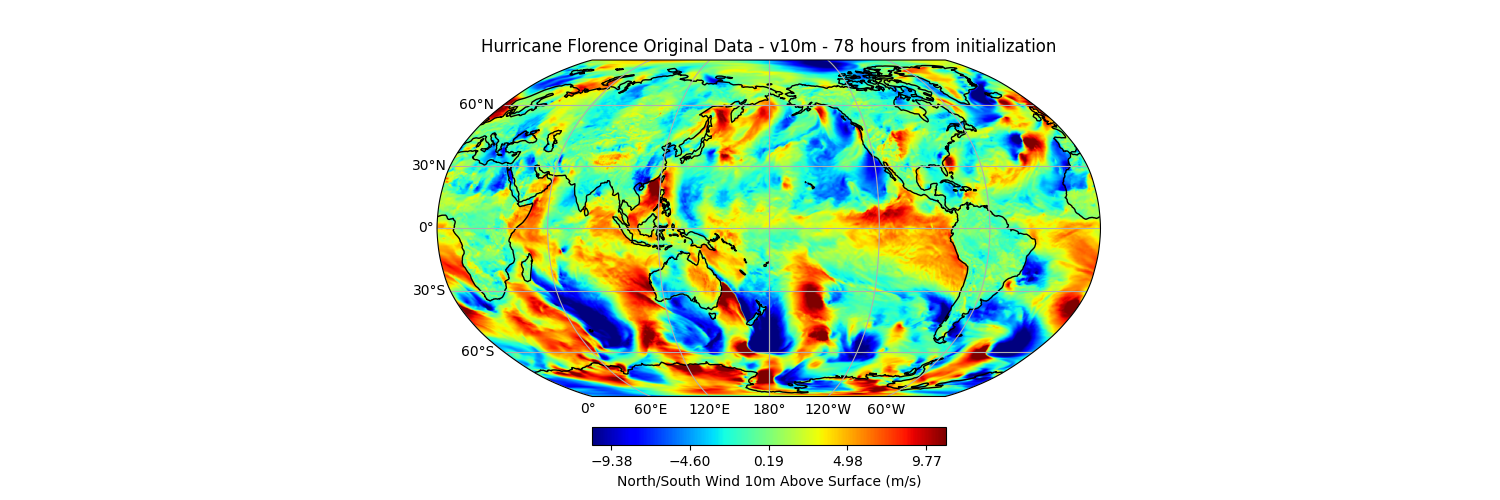 Hurricane Florence Original Data - v10m - 78 hours from initialization
60°N
30°N
0°
30°S
60°S
0° 60°E 120°E 180° 120°W 60°W
−9.38 −4.60 0.19 4.98 9.77
North/South Wind 10m Above Surface (m/s)